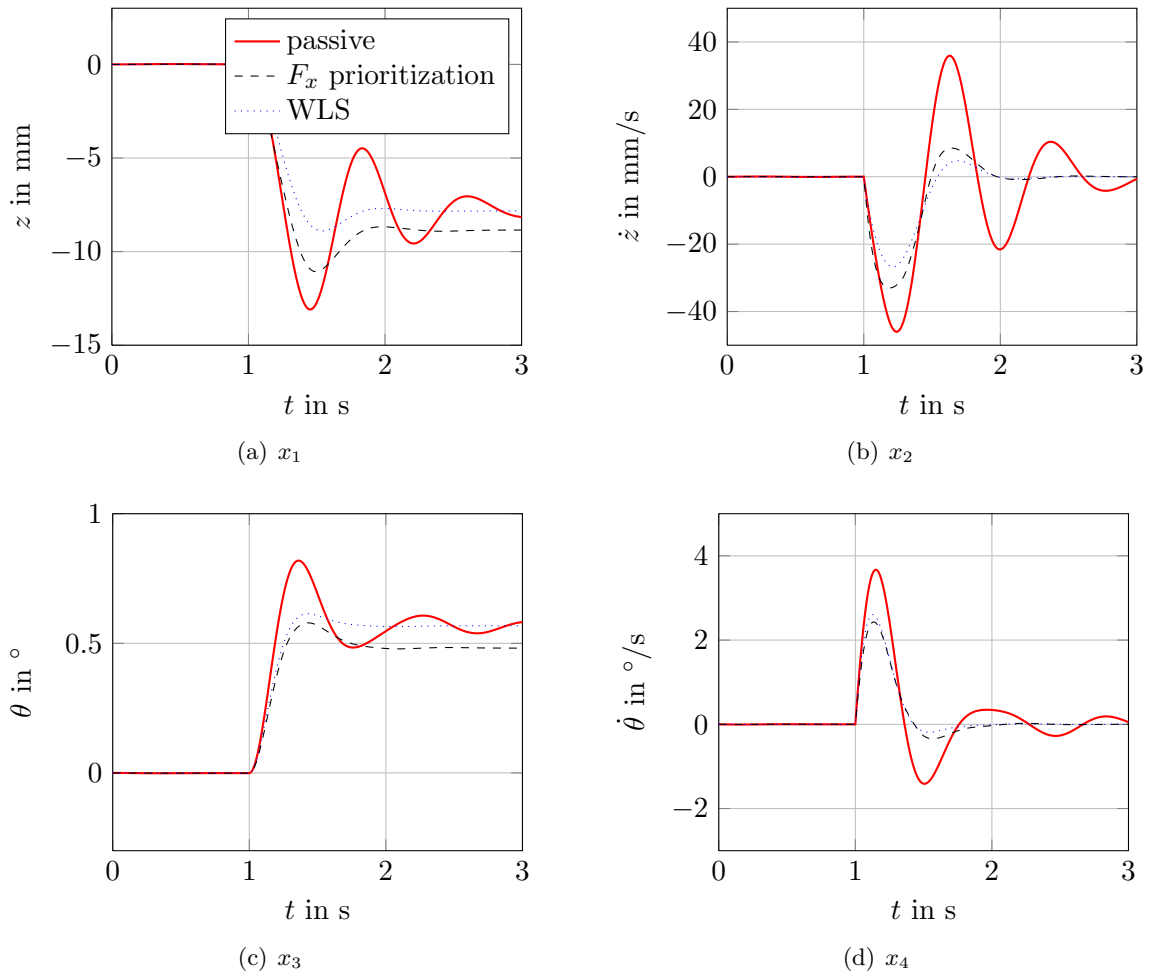 passive
F_x prioritization
WLS
0
−5
−10
−15
z in mm
0 1 2 3
t in s
(a) x_1
40
20
0
−20
−40
ż in mm/s
0 1 2 3
t in s
(b) x_2
1
0.5
0
θ in °
0 1 2 3
t in s
(c) x_3
4
2
0
−2
θ̇ in °/s
0 1 2 3
t in s
(d) x_4